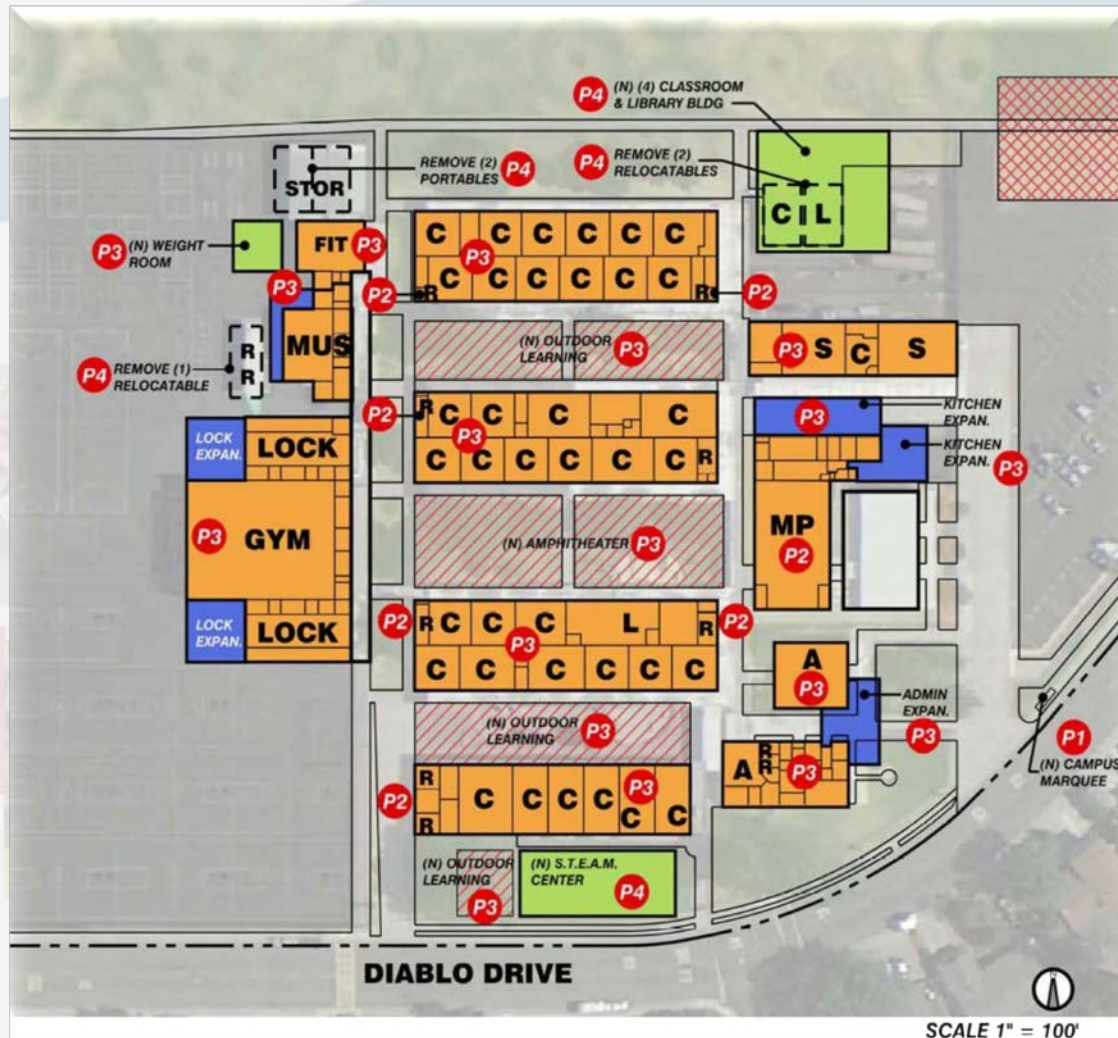 P4 (N) (4) CLASSROOM
& LIBRARY BLDG
REMOVE (2)
PORTABLES P4
P4 REMOVE (2)
RELOCATABLES
STOR
C L
P3 (N) WEIGHT
ROOM
FIT P3
C C C C C C
P3
C C C C C C
P2 R
R P2
P3
MUS
R
R
P4 REMOVE (1)
RELOCATABLE
(N) OUTDOOR
LEARNING P3
P3 S C S
P2 R C C C C
P3
C C C C C C R
P3
KITCHEN
EXPAN.
KITCHEN
EXPAN. P3
LOCK
EXPAN.
LOCK
P3 GYM
LOCK
EXPAN.
LOCK
(N) AMPHITHEATER P3
MP
P2
P2 R C C C L R P2
P3
C C C C C C
A
P3
ADMIN
EXPAN.
P3
(N) OUTDOOR
LEARNING P3
A R
R P3
P1
(N) CAMPUS
MARQUEE
P2 R
R
C C C C P3
C C
(N) OUTDOOR
LEARNING
P3
(N) S.T.E.A.M.
CENTER
P4
DIABLO DRIVE
SCALE 1" = 100'